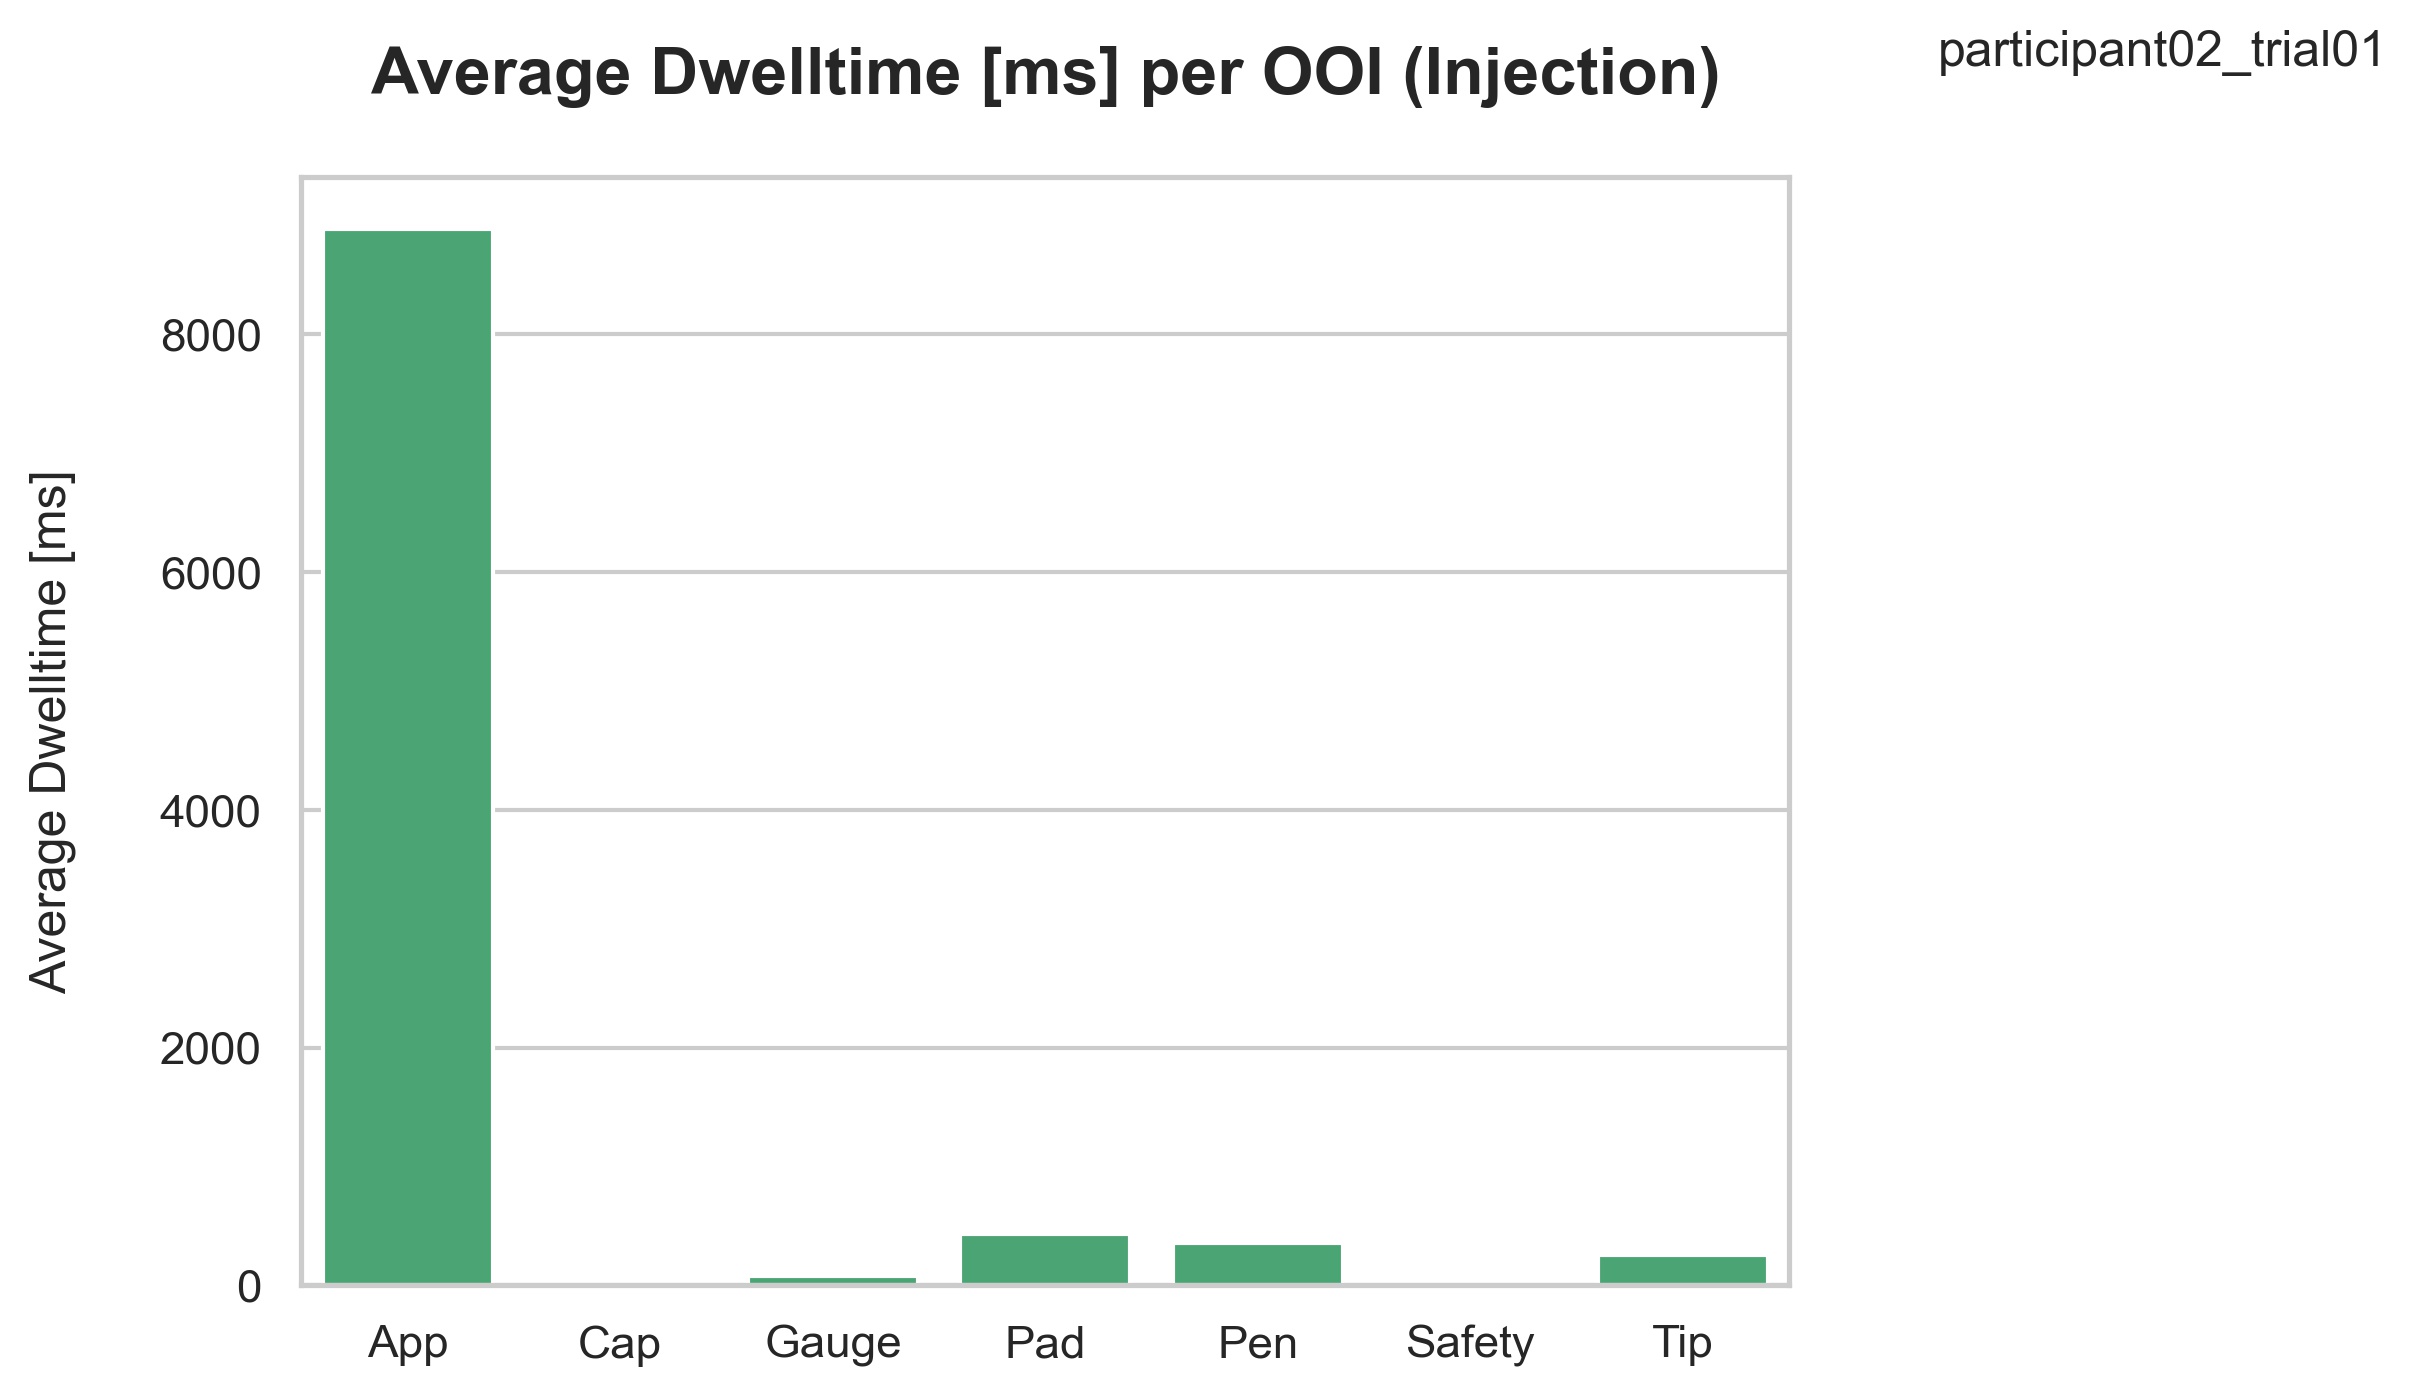 participant02_trial01
Average Dwelltime [ms] per OOI (Injection)
Average Dwelltime [ms]
8000
6000
4000
2000
0
App Cap Gauge Pad Pen Safety Tip